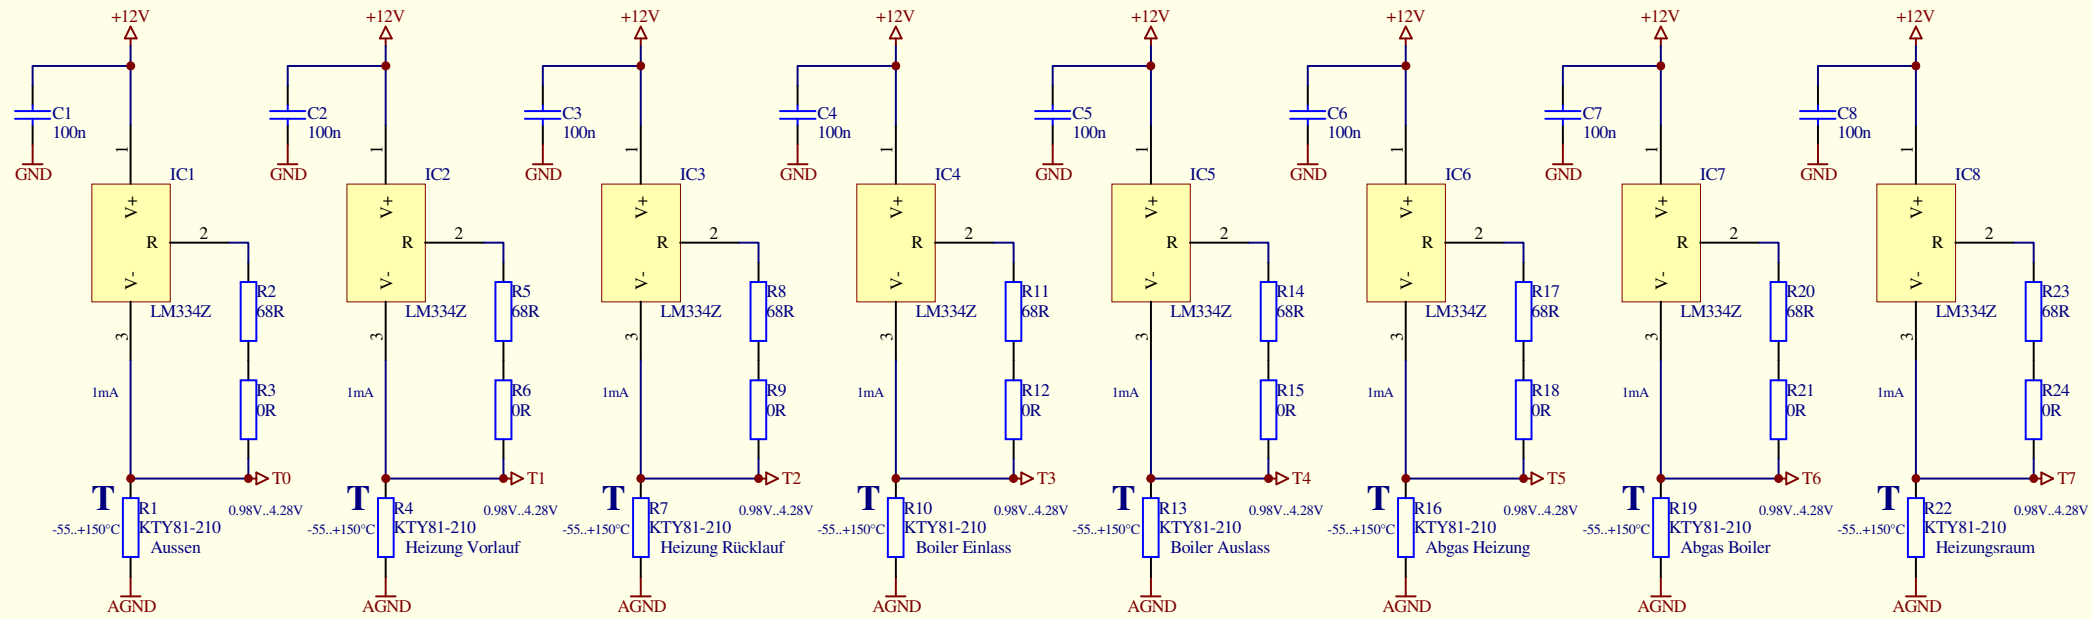 +12V
C1
100n
GND
1
IC1
V+
R
2
V-
LM334Z
3
R2
68R
1mA
R3
0R
T0
T
R1
0.98V..4.28V
-55..+150°C
KTY81-210
Aussen
AGND
+12V
C2
100n
GND
1
IC2
V+
R
2
V-
LM334Z
3
R5
68R
1mA
R6
0R
T1
T
R4
0.98V..4.28V
-55..+150°C
KTY81-210
Heizung Vorlauf
AGND
+12V
C3
100n
GND
1
IC3
V+
R
2
V-
LM334Z
3
R8
68R
1mA
R9
0R
T2
T
R7
0.98V..4.28V
-55..+150°C
KTY81-210
Heizung Rücklauf
AGND
+12V
C4
100n
GND
1
IC4
V+
R
2
V-
LM334Z
3
R11
68R
1mA
R12
0R
T3
T
R10
0.98V..4.28V
-55..+150°C
KTY81-210
Boiler Einlass
AGND
+12V
C5
100n
GND
1
IC5
V+
R
2
V-
LM334Z
3
R14
68R
1mA
R15
0R
T4
T
R13
0.98V..4.28V
-55..+150°C
KTY81-210
Boiler Auslass
AGND
+12V
C6
100n
GND
1
IC6
V+
R
2
V-
LM334Z
3
R17
68R
1mA
R18
0R
T5
T
R16
0.98V..4.28V
-55..+150°C
KTY81-210
Abgas Heizung
AGND
+12V
C7
100n
GND
1
IC7
V+
R
2
V-
LM334Z
3
R20
68R
1mA
R21
0R
T6
T
R19
0.98V..4.28V
-55..+150°C
KTY81-210
Abgas Boiler
AGND
+12V
C8
100n
GND
1
IC8
V+
R
2
V-
LM334Z
3
R23
68R
1mA
R24
0R
T7
T
R22
0.98V..4.28V
-55..+150°C
KTY81-210
Heizungsraum
AGND